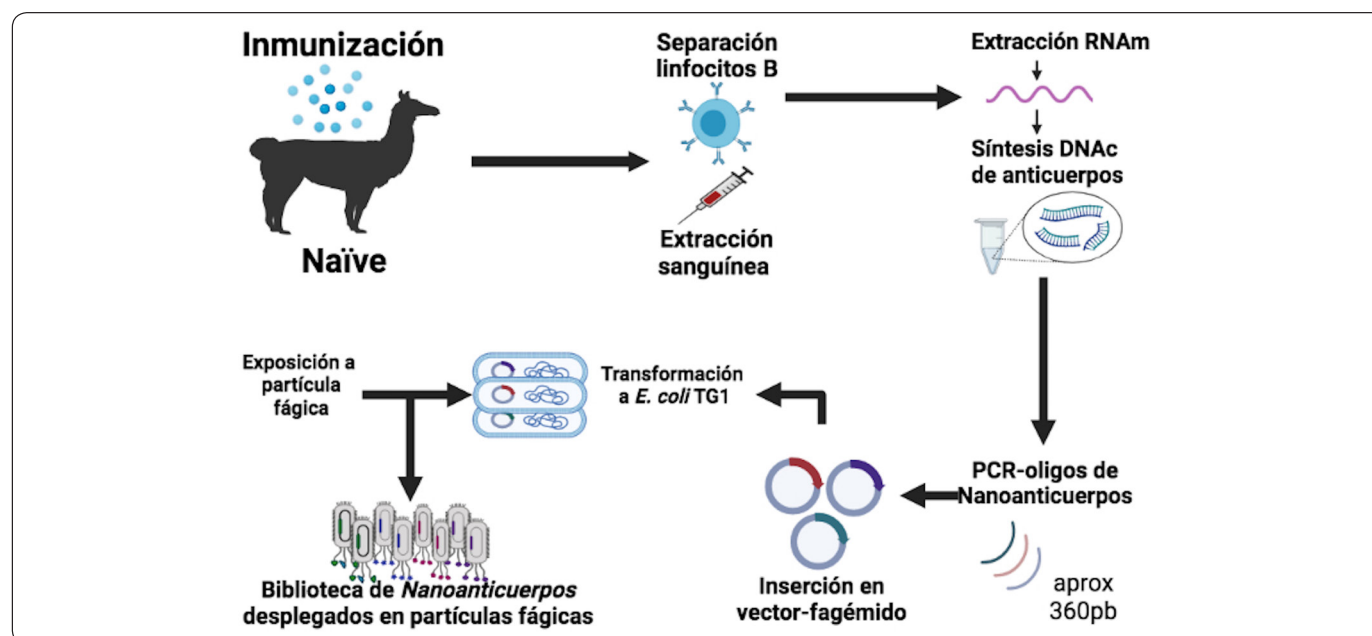 Inmunización
Naïve
Separación
linfocitos B
Extracción
sanguínea
Extracción RNAm
Síntesis DNAc
de anticuerpos
PCR-oligos de
Nanoanticuerpos
aprox
360pb
Inserción en
vector-fagémido
Transformación
a E. coli TG1
Exposición a
partícula
fágica
Biblioteca de Nanoanticuerpos
desplegados en partículas fágicas